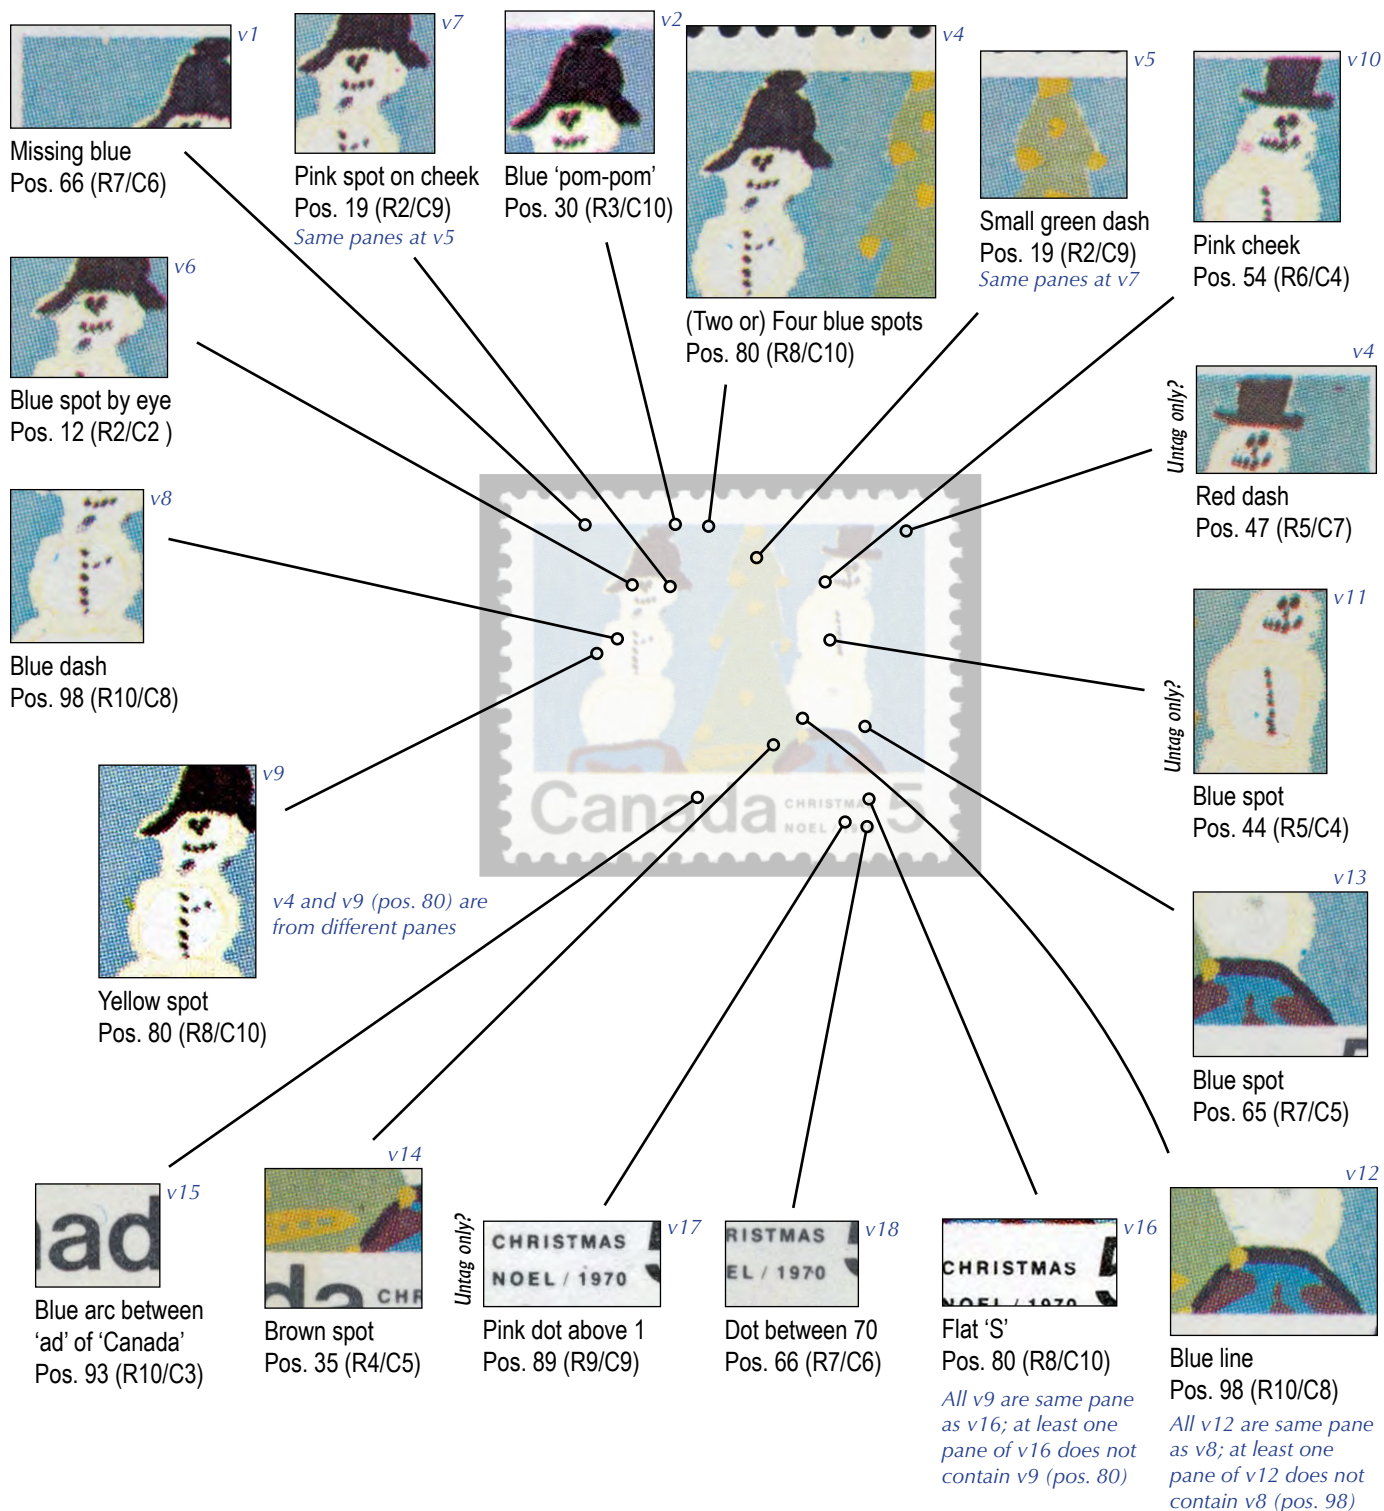 v1
Missing blue
Pos. 66 (R7/C6)
v7
Pink spot on cheek
Pos. 19 (R2/C9)
Same panes at v5
v2
Blue ‘pom-pom’
Pos. 30 (R3/C10)
v4
(Two or) Four blue spots
Pos. 80 (R8/C10)
v5
Small green dash
Pos. 19 (R2/C9)
Same panes at v7
v10
Pink cheek
Pos. 54 (R6/C4)
v6
Blue spot by eye
Pos. 12 (R2/C2 )
v4
Untag only?
Red dash
Pos. 47 (R5/C7)
v8
Blue dash
Pos. 98 (R10/C8)
v11
Untag only?
Blue spot
Pos. 44 (R5/C4)
v9
Yellow spot
Pos. 80 (R8/C10)
v4 and v9 (pos. 80) are
from different panes
Canada
CHRISTMAS
NOEL / 19
5
v13
Blue spot
Pos. 65 (R7/C5)
v15
ad
Blue arc between
‘ad’ of ‘Canada’
Pos. 93 (R10/C3)
v14
da CHR
Brown spot
Pos. 35 (R4/C5)
v17
Untag only?
CHRISTMAS
NOEL / 1970
Pink dot above 1
Pos. 89 (R9/C9)
v18
RISTMAS
EL / 1970
Dot between 70
Pos. 66 (R7/C6)
v16
CHRISTMAS
NOEL / 1970
Flat ‘S’
Pos. 80 (R8/C10)
All v9 are same pane
as v16; at least one
pane of v16 does not
contain v9 (pos. 80)
v12
Blue line
Pos. 98 (R10/C8)
All v12 are same pane
as v8; at least one
pane of v12 does not
contain v8 (pos. 98)